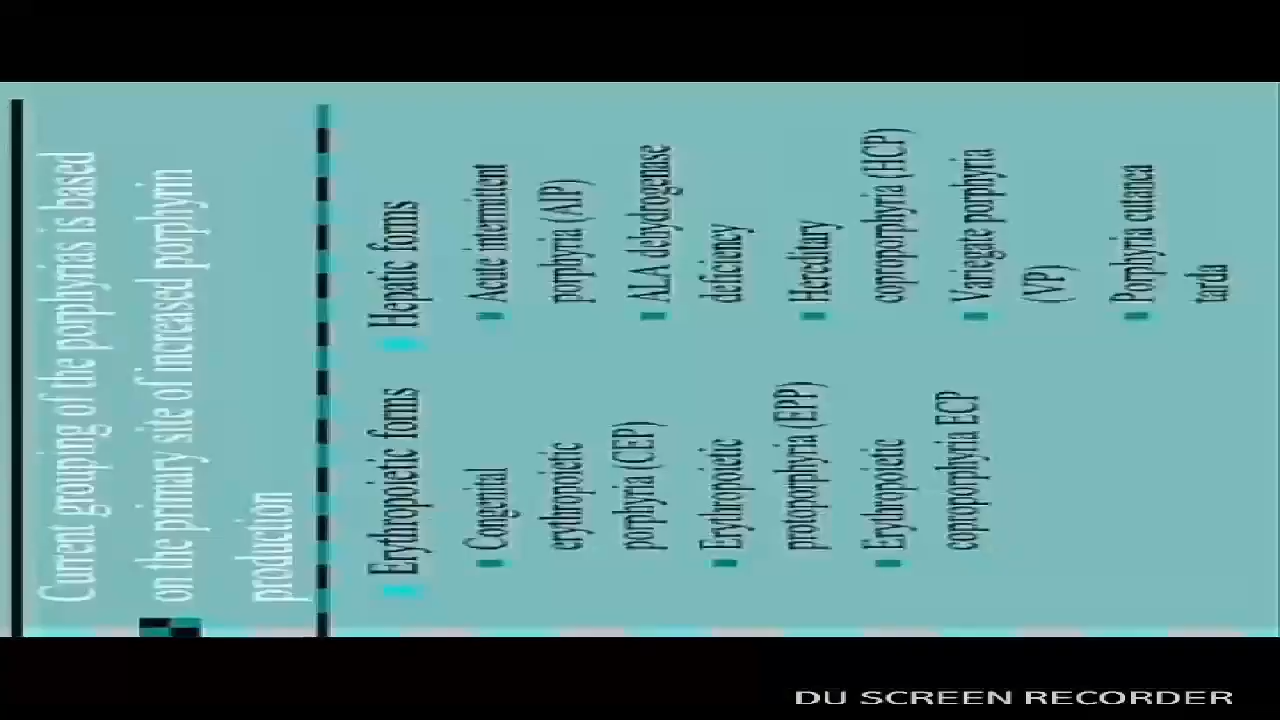 Current grouping of the porphyrias is based
on the primary site of increased porphyrin
production
Erythropoietic forms
Congenital
erythropoietic
porphyria (CEP)
Erythropoietic
protoporphyria (EPP)
Erythropoietic
coproporphyria ECP
Hepatic forms
Acute intermittent
porphyria (AIP)
ALA dehydrogenase
deficiency
Hereditary
coproporphyria (HCP)
Variegate porphyria
(VP)
Porphyria cutanea
tarda
DU SCREEN RECORDER